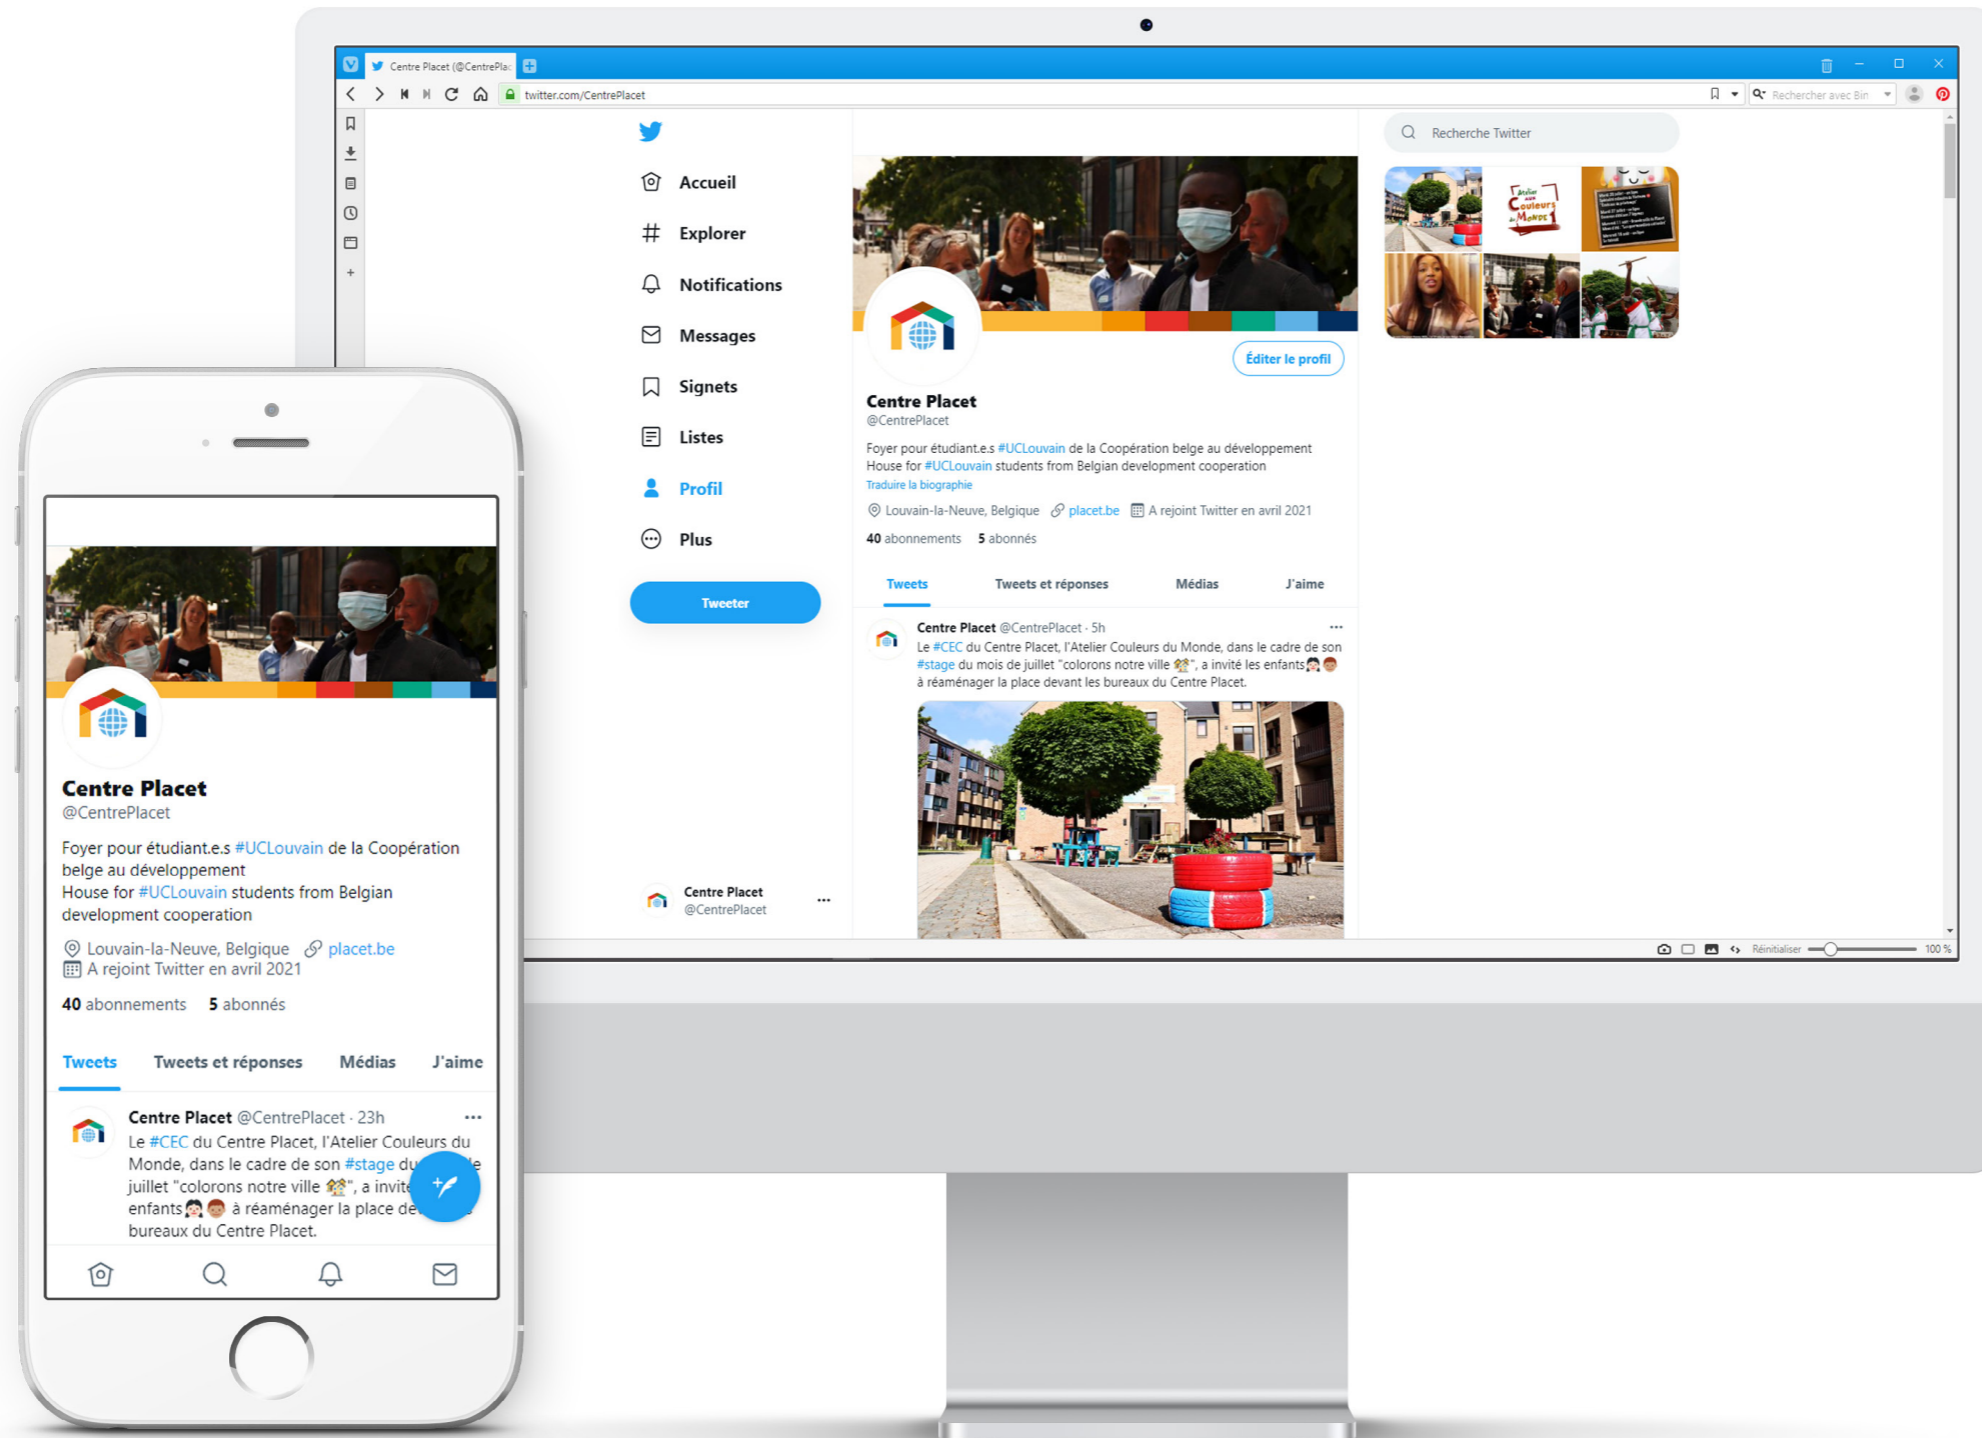 Centre Placet (@CentrePlac
twitter.com/CentrePlacet
Rechercher avec Bin
Accueil
Explorer
Notifications
Messages
Signets
Listes
Profil
Plus
Tweeter
Centre Placet
@CentrePlacet
Éditer le profil
Centre Placet
@CentrePlacet
Foyer pour étudiant.e.s #UCLouvain de la Coopération belge au développement
House for #UCLouvain students from Belgian development cooperation
Traduire la biographie
Louvain-la-Neuve, Belgique placet.be A rejoint Twitter en avril 2021
40 abonnements 5 abonnés
Tweets Tweets et réponses Médias J'aime
Centre Placet @CentrePlacet · 5h
Le #CEC du Centre Placet, l'Atelier Couleurs du Monde, dans le cadre de son
#stage du mois de juillet "colorons notre ville", a invité les enfants
à réaménager la place devant les bureaux du Centre Placet.
Recherche Twitter
Atelier
aux
Couleurs
du Monde
Réinitialiser 100 %
Centre Placet
@CentrePlacet
Foyer pour étudiant.e.s #UCLouvain de la Coopération
belge au développement
House for #UCLouvain students from Belgian
development cooperation
Louvain-la-Neuve, Belgique placet.be
A rejoint Twitter en avril 2021
40 abonnements 5 abonnés
Tweets Tweets et réponses Médias J'aime
Centre Placet @CentrePlacet · 23h
Le #CEC du Centre Placet, l'Atelier Couleurs du
Monde, dans le cadre de son #stage du
juillet "colorons notre ville", a invité
enfants à réaménager la place
bureaux du Centre Placet.